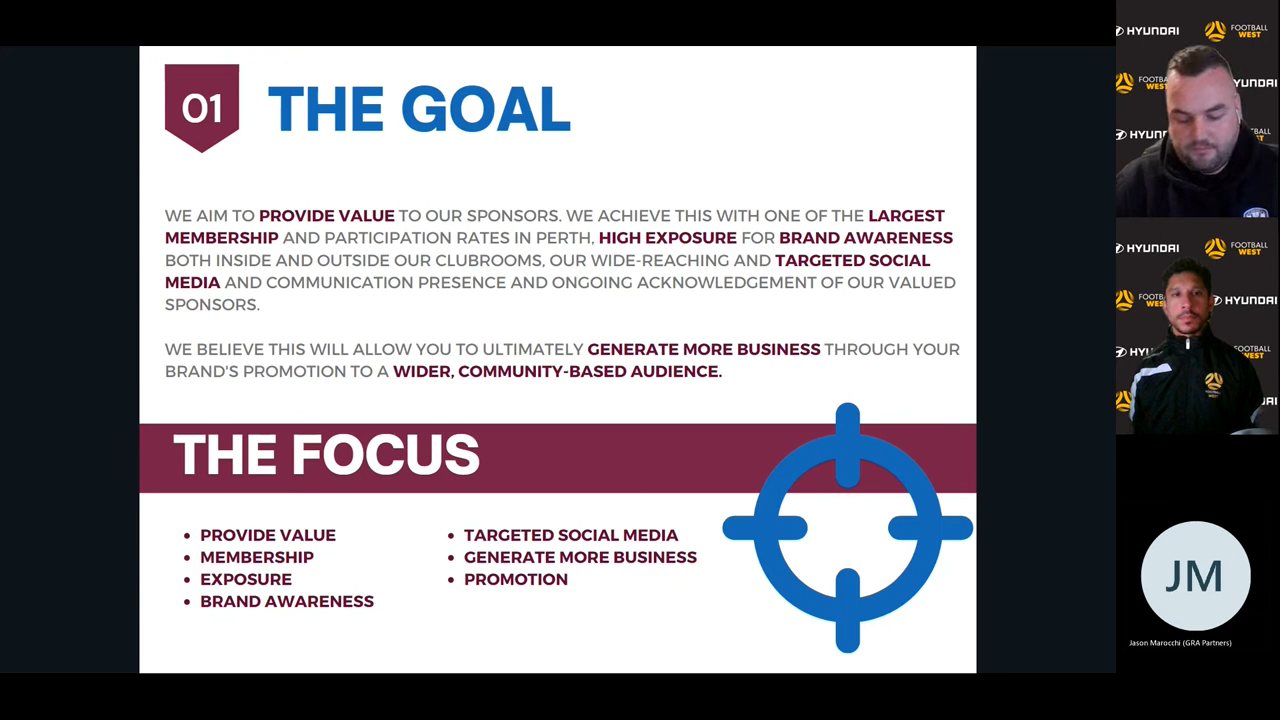 01
THE GOAL
WE AIM TO PROVIDE VALUE TO OUR SPONSORS. WE ACHIEVE THIS WITH ONE OF THE LARGEST
MEMBERSHIP AND PARTICIPATION RATES IN PERTH, HIGH EXPOSURE FOR BRAND AWARENESS
BOTH INSIDE AND OUTSIDE OUR CLUBROOMS, OUR WIDE-REACHING AND TARGETED SOCIAL
MEDIA AND COMMUNICATION PRESENCE AND ONGOING ACKNOWLEDGEMENT OF OUR VALUED
SPONSORS.
WE BELIEVE THIS WILL ALLOW YOU TO ULTIMATELY GENERATE MORE BUSINESS THROUGH YOUR
BRAND'S PROMOTION TO A WIDER, COMMUNITY-BASED AUDIENCE.
THE FOCUS
PROVIDE VALUE
MEMBERSHIP
EXPOSURE
BRAND AWARENESS
TARGETED SOCIAL MEDIA
GENERATE MORE BUSINESS
PROMOTION
HYUNDAI
FOOTBALL
WEST
HYUNDAI
FOOTBALL
WEST
HYUNDAI
JM
Jason Marocchi (GRA Partners)